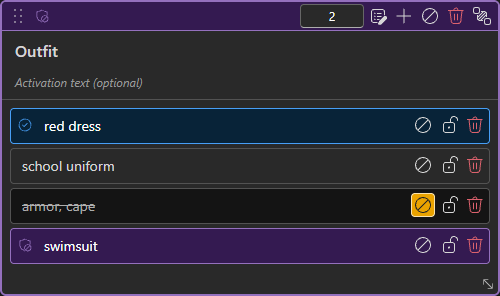 2
Outfit
Activation text (optional)
red dress
school uniform
armor, cape
swimsuit